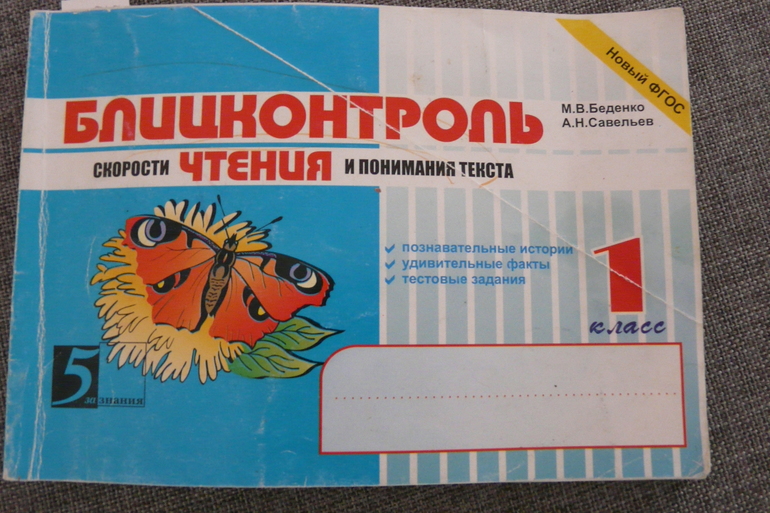 Новый ФГОС
М.В.Беденко
А.Н.Савельев
БЛИЦКОНТРОЛЬ
СКОРОСТИ ЧТЕНИЯ И ПОНИМАНИЯ ТЕКСТА
познавательные истории
удивительные факты
тестовые задания
1
класс
5
за знания